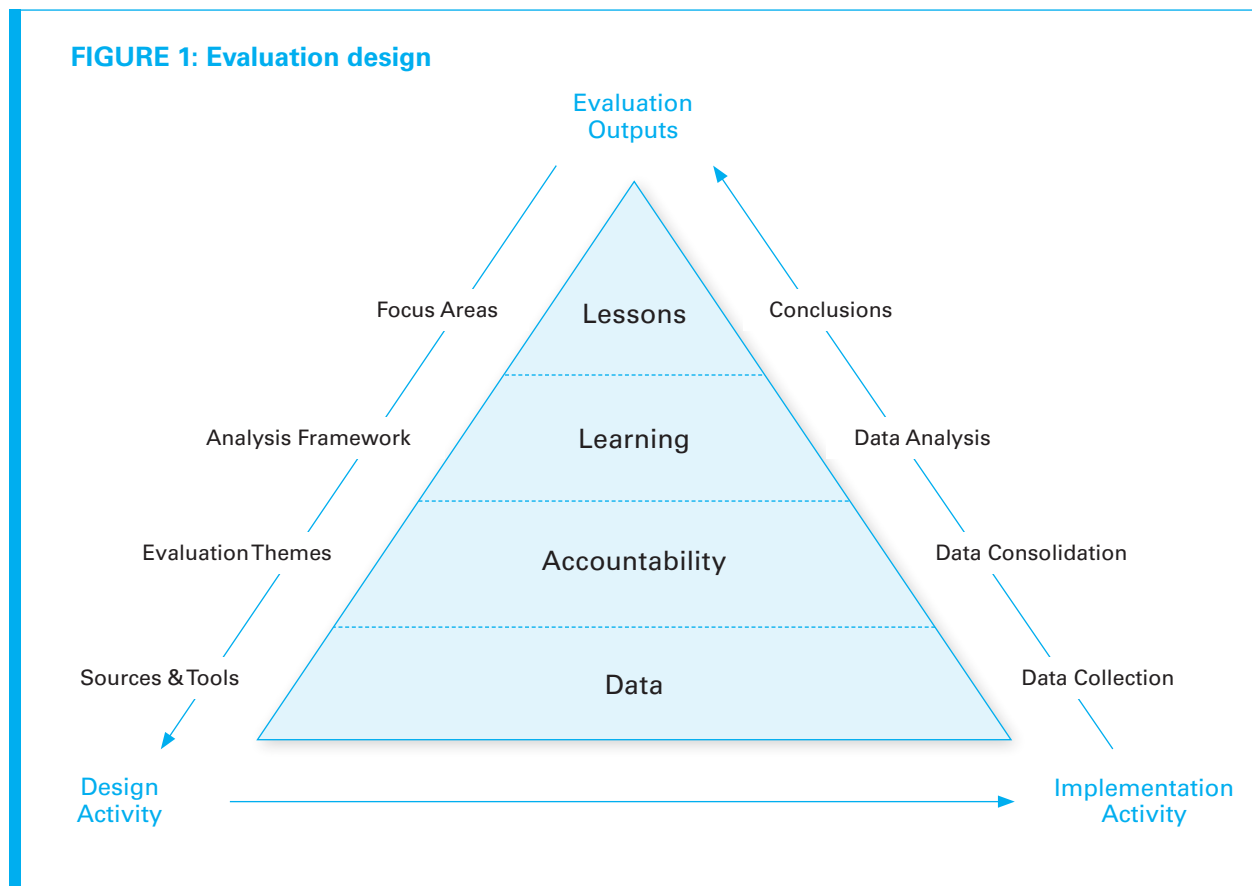 FIGURE 1: Evaluation design
Evaluation
Outputs
Focus Areas
Lessons
Conclusions
Analysis Framework
Learning
Data Analysis
Evaluation Themes
Accountability
Data Consolidation
Sources & Tools
Data
Data Collection
Design
Activity
Implementation
Activity